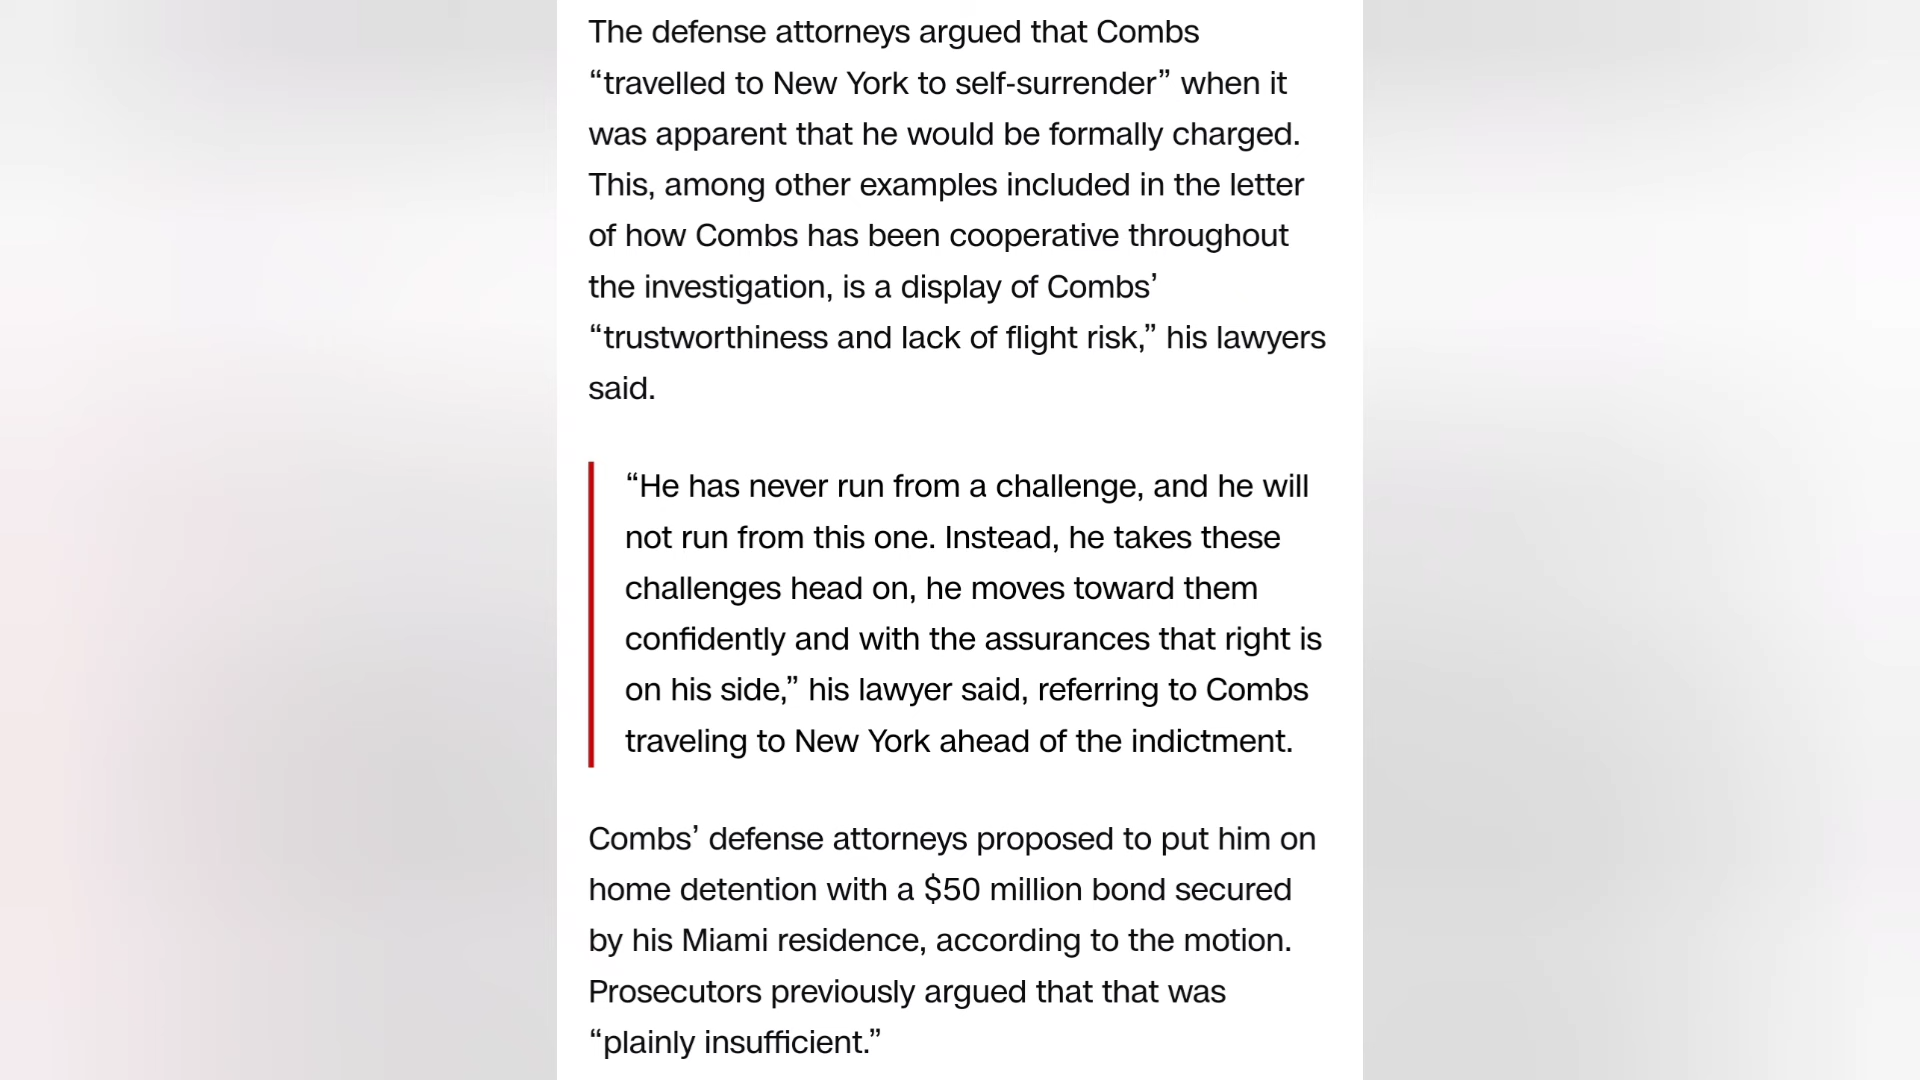 The defense attorneys argued that Combs
“travelled to New York to self-surrender” when it
was apparent that he would be formally charged.
This, among other examples included in the letter
of how Combs has been cooperative throughout
the investigation, is a display of Combs’
“trustworthiness and lack of flight risk,” his lawyers
said.
“He has never run from a challenge, and he will
not run from this one. Instead, he takes these
challenges head on, he moves toward them
confidently and with the assurances that right is
on his side,” his lawyer said, referring to Combs
traveling to New York ahead of the indictment.
Combs’ defense attorneys proposed to put him on
home detention with a $50 million bond secured
by his Miami residence, according to the motion.
Prosecutors previously argued that that was
“plainly insufficient.”